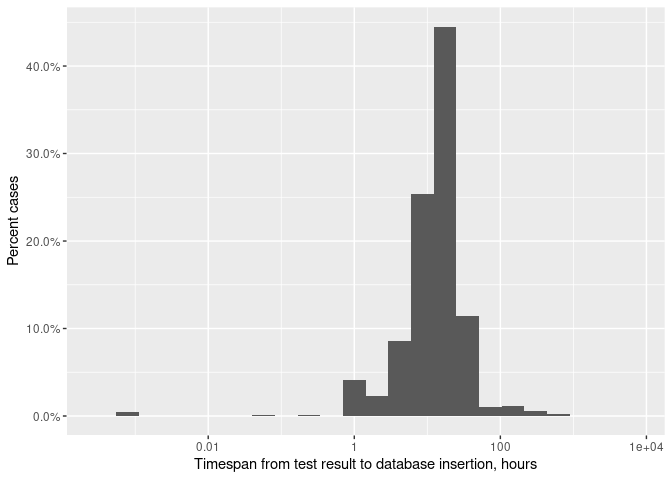 40.0%
30.0%
20.0%
10.0%
0.0%
Percent cases
0.01 1 100 1e+04
Timespan from test result to database insertion, hours